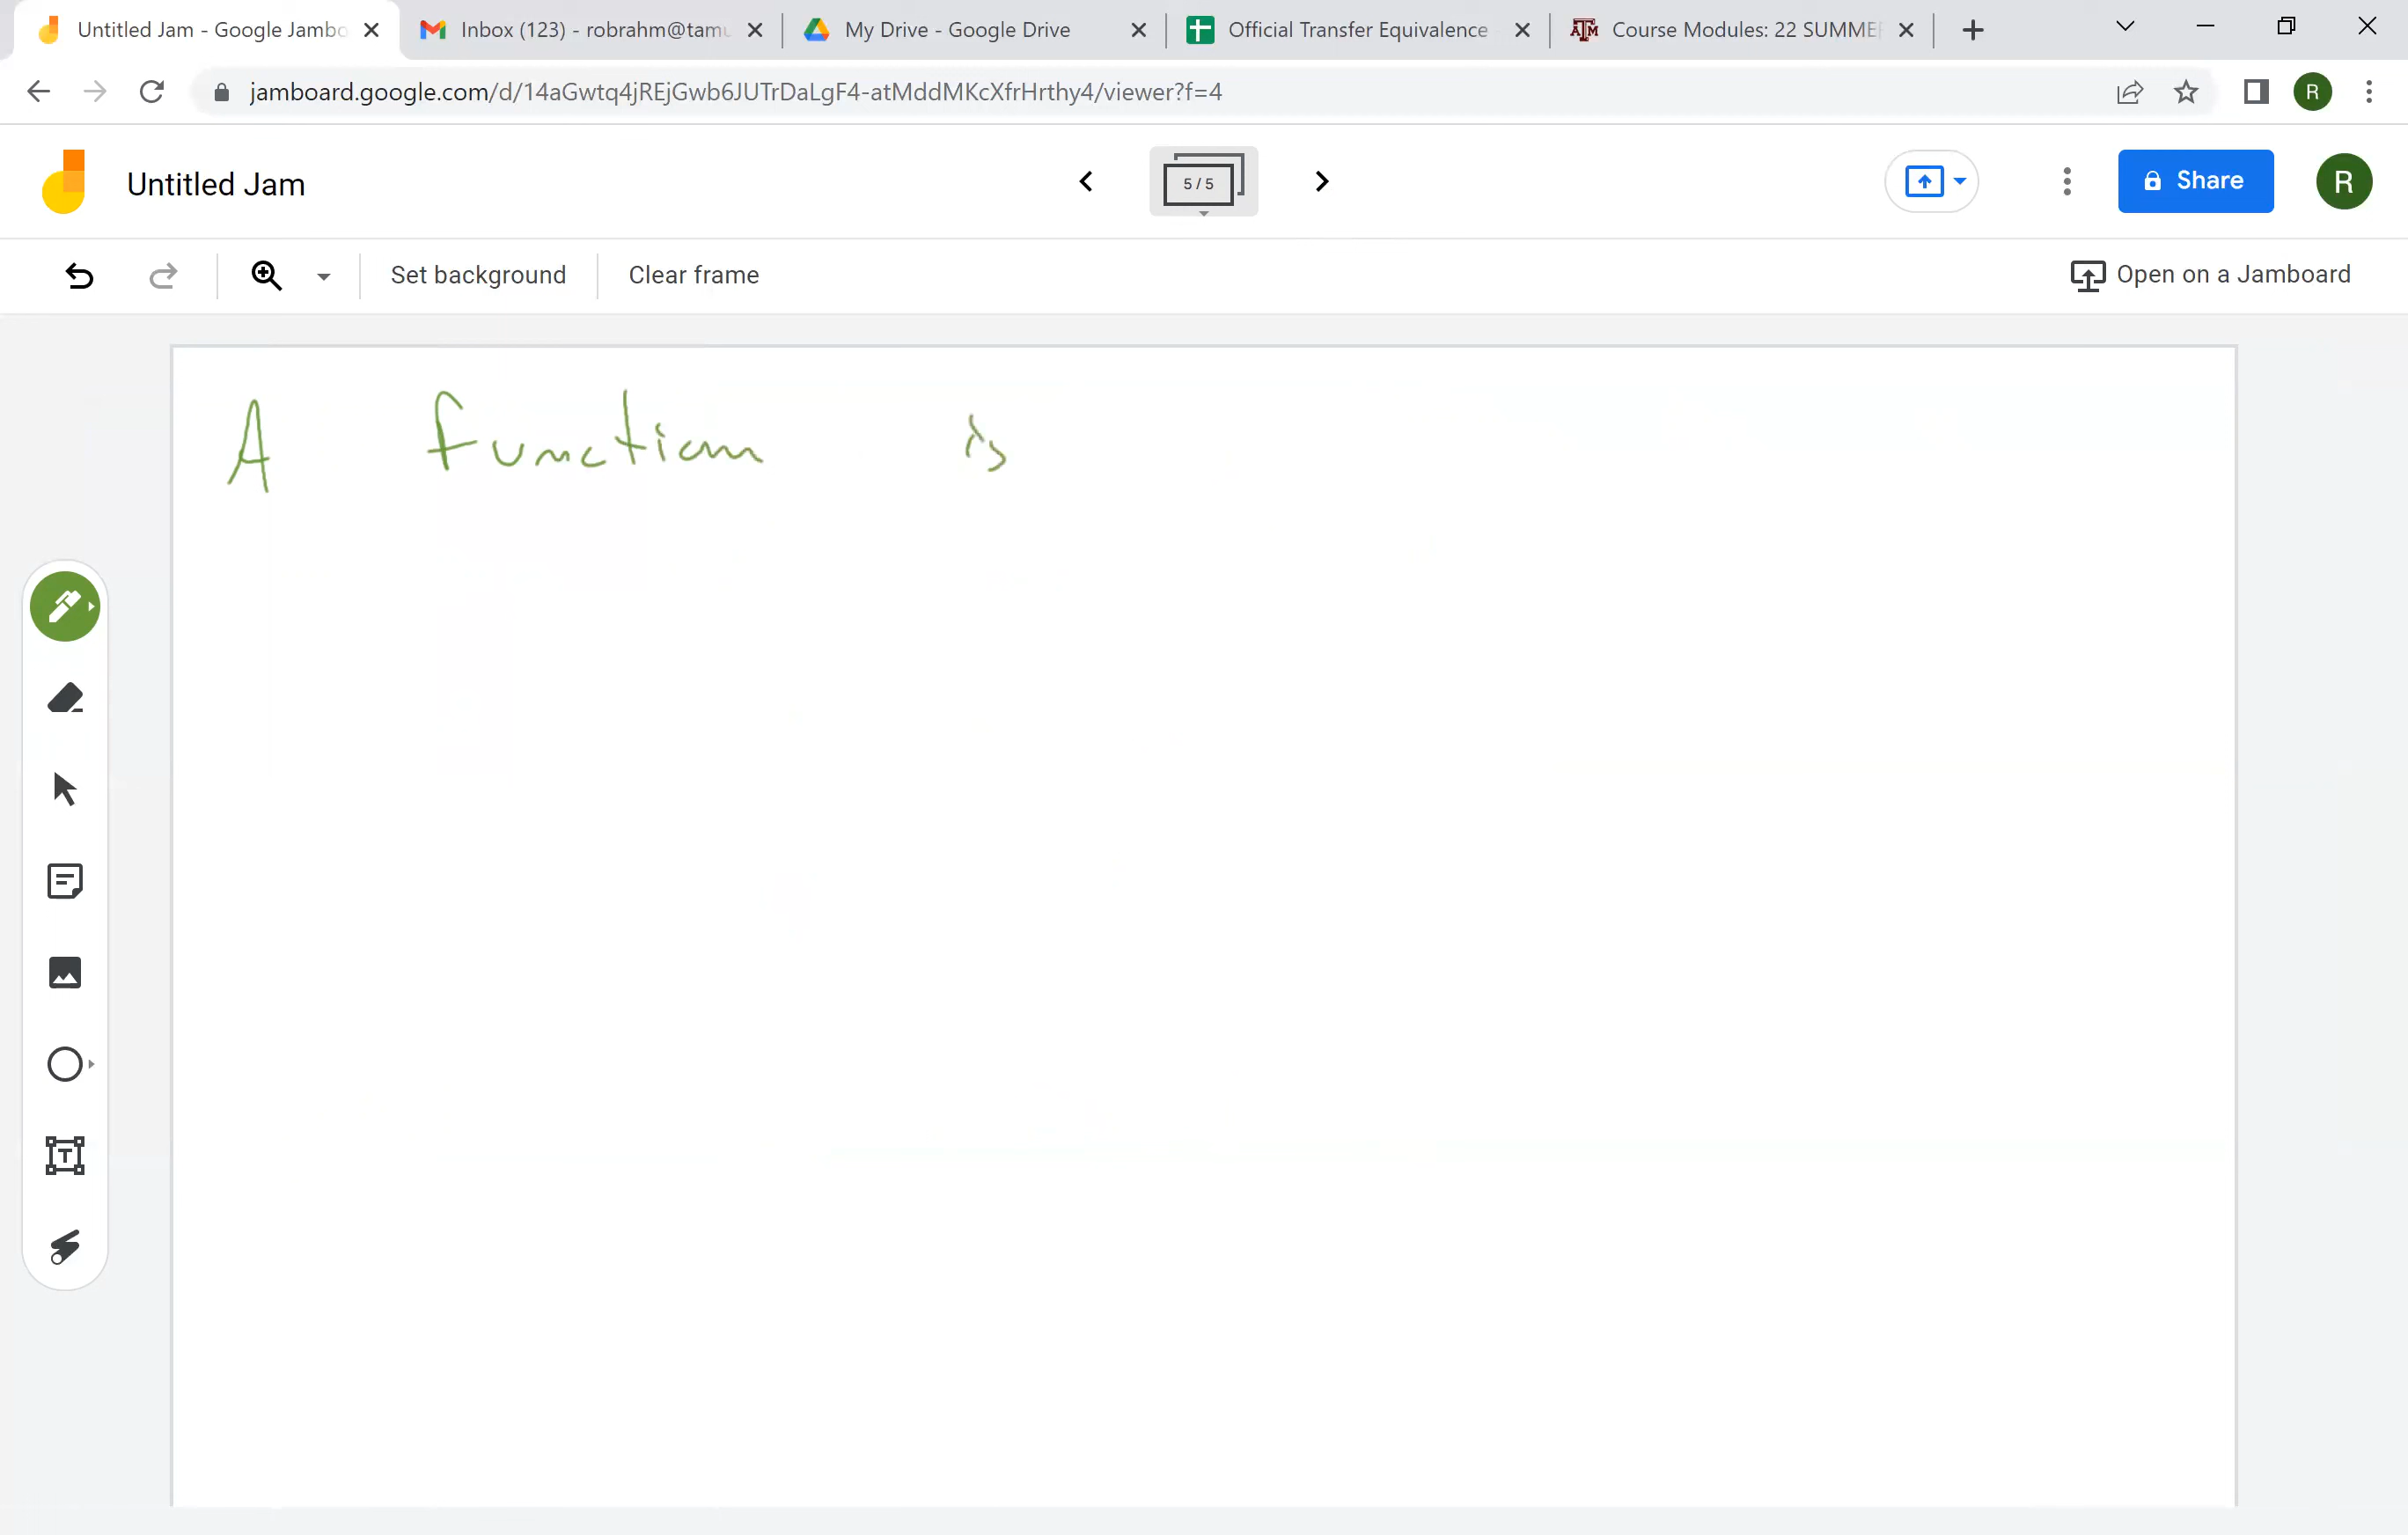 Untitled Jam - Google Jambo
Inbox (123) - robrahm@tamu
My Drive - Google Drive
Official Transfer Equivalence
Course Modules: 22 SUMME
jamboard.google.com/d/14aGwtq4jREjGwb6JUTrDaLgF4-atMddMKcXfrHrthy4/viewer?f=4
R
Untitled Jam
5 / 5
Share
R
Set background
Clear frame
Open on a Jamboard
A function is